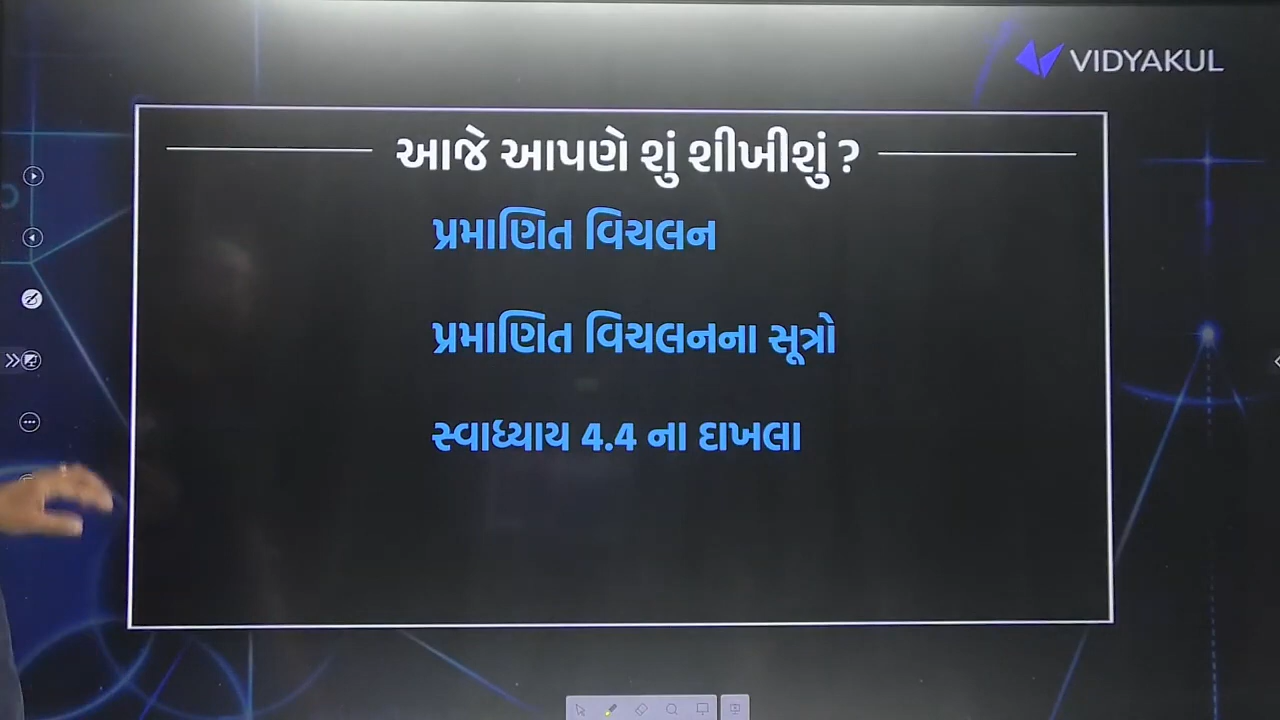 VIDYAKUL
આજે આપણે શું શીખીશું ?
પ્રમાણિત વિચલન
પ્રમાણિત વિચલનના સૂત્રો
સ્વાધ્યાય 4.4 ના દાખલા